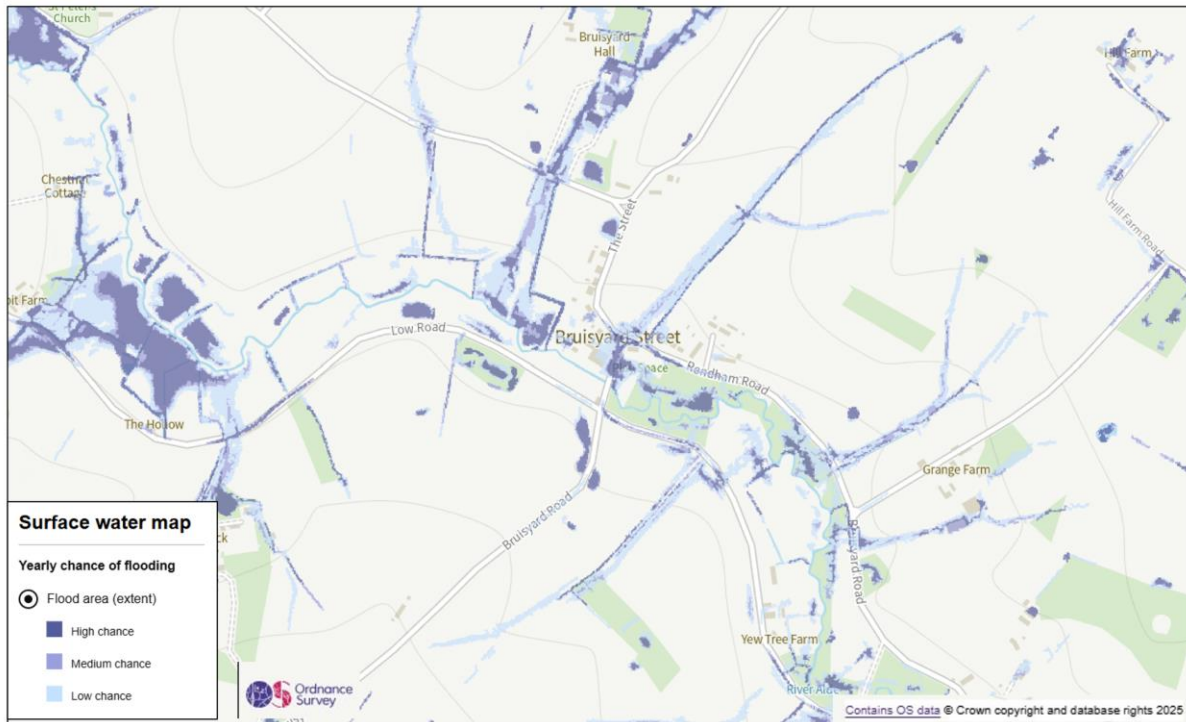 St Peter's
Church
Bruisyard
Hall
Hill Farm
Chestnut
Cottage
The Street
Hill Farm Road
Low Road
Bruisyard Street
Rendham Road
The Hollow
Grange Farm
Bruisyard Road
Bruisyard Road
Yew Tree Farm
River Alde
Surface water map
Yearly chance of flooding
Flood area (extent)
High chance
Medium chance
Low chance
Ordnance
Survey
Contains OS data © Crown copyright and database rights 2025